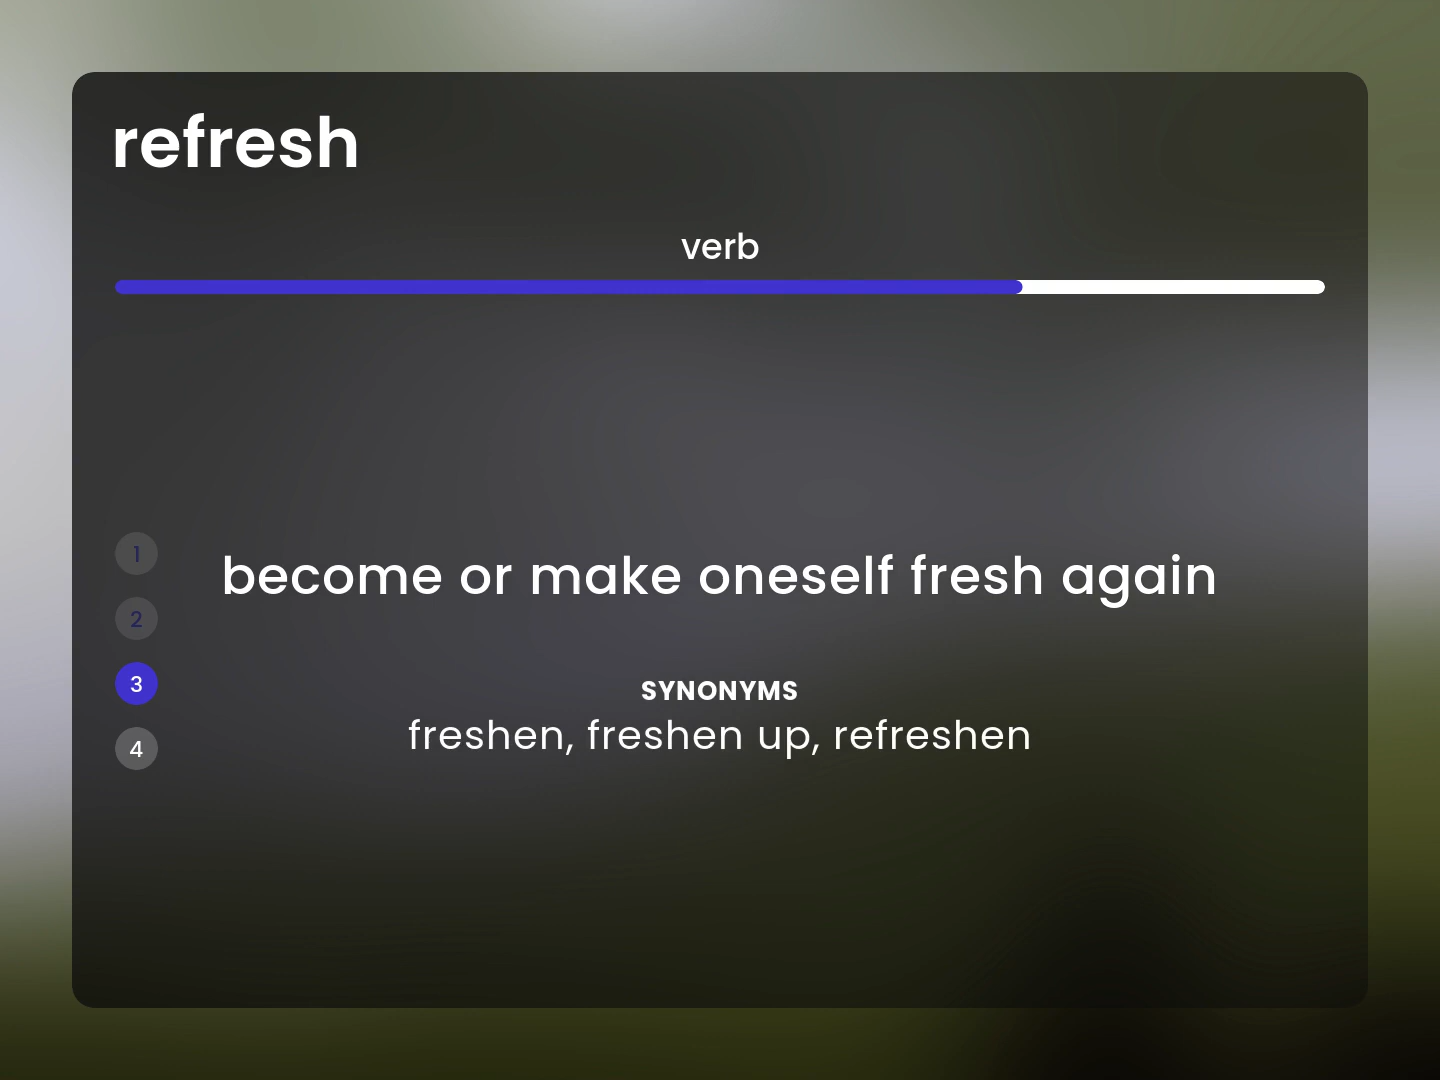 refresh
verb
1
2
3
4
become or make oneself fresh again
SYNONYMS
freshen, freshen up, refreshen